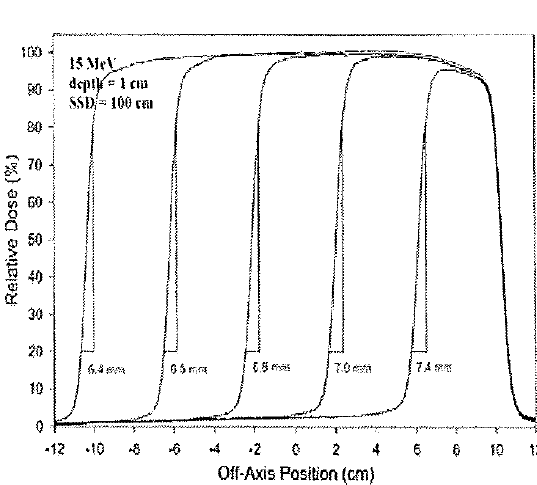 100
90
80
70
60
50
40
30
20
10
0
15 MeV
depth = 1 cm
SSD = 100 cm
Relative Dose (%)
6.4 mm
6.5 mm
6.8 mm
7.0 mm
7.4 mm
-12 -10 -8 -6 -4 -2 0 2 4 6 8 10
Off-Axis Position (cm)